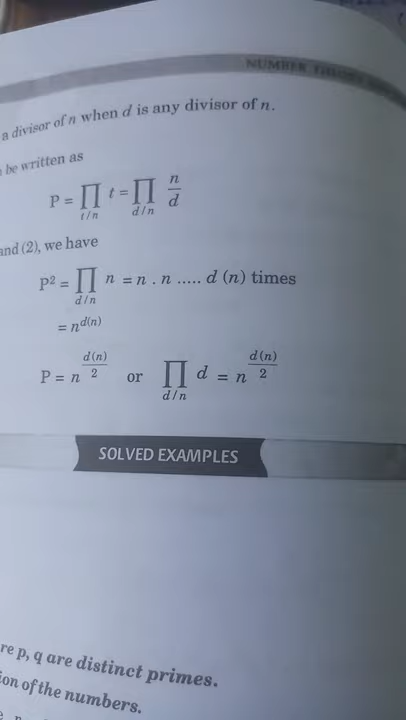 NUMBER THEORY
a divisor of n when d is any divisor of n.
be written as
P = ∏_{t/n} t = ∏_{d/n} n/d
and (2), we have
P² = ∏_{d/n} n = n . n ..... d (n) times
= n^{d(n)}
P = n^{d(n)/2} or ∏_{d/n} d = n^{d(n)/2}
SOLVED EXAMPLES
re p, q are distinct primes.
ion of the numbers.